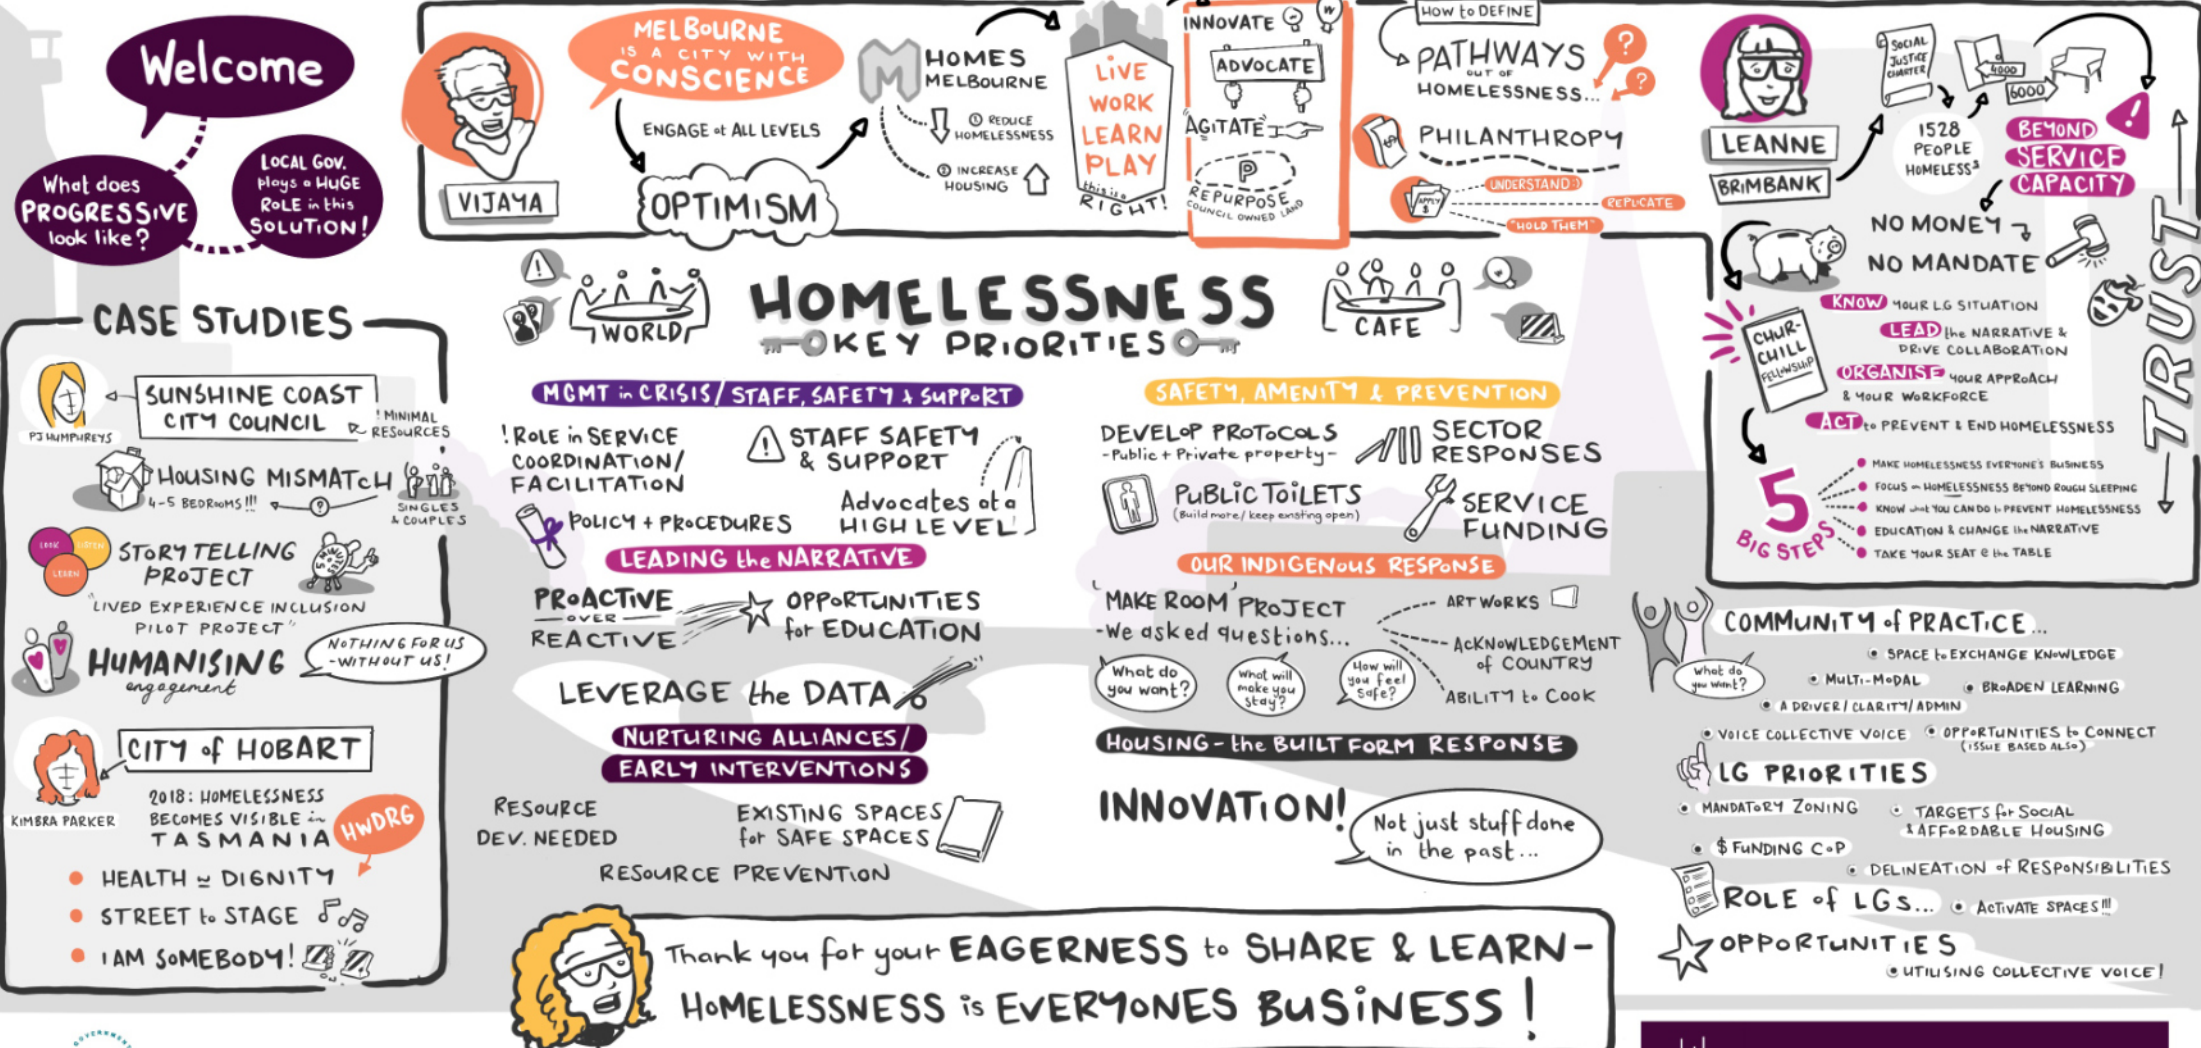 Welcome
What does
PROGRESSIVE
look like?
LOCAL GOV.
plays a HUGE
ROLE in this
SOLUTION!
VIJAYA
MELBOURNE
IS A CITY WITH
CONSCIENCE
ENGAGE at ALL LEVELS
OPTIMISM
M
HOMES
MELBOURNE
① REDUCE
HOMELESSNESS
② INCREASE
HOUSING
LIVE
WORK
LEARN
PLAY
this is a
RIGHT!
INNOVATE
W
ADVOCATE
AGITATE
P
REPURPOSE
COUNCIL OWNED LAND
HOW to DEFINE
PATHWAYS
OUT OF
HOMELESSNESS...
?
?
$
PHILANTHROPY
APPLY
$
UNDERSTAND:)
REPLICATE
"HOLD THEM"
LEANNE
BRIMBANK
SOCIAL
JUSTICE
CHARTER
4000
6000
1528
PEOPLE
HOMELESS
!
BEYOND
SERVICE
CAPACITY
NO MONEY
NO MANDATE
TRUST
CHUR-
CHILL
FELLOWSHIP
KNOW YOUR LG SITUATION
LEAD the NARRATIVE &
DRIVE COLLABORATION
ORGANISE YOUR APPROACH
& YOUR WORKFORCE
ACT to PREVENT & END HOMELESSNESS
5
BIG STEPS
MAKE HOMELESSNESS EVERYONE'S BUSINESS
FOCUS on HOMELESSNESS BEYOND ROUGH SLEEPING
KNOW what YOU CAN DO to PREVENT HOMELESSNESS
EDUCATION & CHANGE the NARRATIVE
TAKE YOUR SEAT @ the TABLE
CASE STUDIES
PJ HUMPHREYS
SUNSHINE COAST
CITY COUNCIL
! MINIMAL
RESOURCES
HOUSING MISMATCH
4-5 BEDROOMS!!!
?
SINGLES
& COUPLES
LOOK
LISTEN
LEARN
STORY TELLING
PROJECT
5
MINUTES
"LIVED EXPERIENCE INCLUSION
PILOT PROJECT"
HUMANISING
engagement
NOTHING FOR US
-WITHOUT US!
KIMBRA PARKER
CITY of HOBART
2018: HOMELESSNESS
BECOMES VISIBLE in
TASMANIA
HWDRG
HEALTH & DIGNITY
STREET to STAGE
I AM SOMEBODY!
WORLD
HOMELESSNESS
KEY PRIORITIES
CAFE
MGMT in CRISIS/ STAFF, SAFETY & SUPPORT
! ROLE in SERVICE
COORDINATION/
FACILITATION
! STAFF SAFETY
& SUPPORT
POLICY + PROCEDURES
Advocates at a
HIGH LEVEL!
LEADING the NARRATIVE
PROACTIVE
OVER
REACTIVE
OPPORTUNITIES
for EDUCATION
LEVERAGE the DATA
NURTURING ALLIANCES/
EARLY INTERVENTIONS
RESOURCE
DEV. NEEDED
EXISTING SPACES
for SAFE SPACES
RESOURCE PREVENTION
SAFETY, AMENITY & PREVENTION
DEVELOP PROTOCOLS
-Public + Private property-
SECTOR
RESPONSES
PUBLIC TOILETS
(Build more/ keep existing open)
SERVICE
FUNDING
OUR INDIGENOUS RESPONSE
'MAKE ROOM' PROJECT
-We asked questions...
What do
you want?
What will
make you
stay?
How will
you feel
safe?
ART WORKS
ACKNOWLEDGEMENT
of COUNTRY
ABILITY to COOK
HOUSING - the BUILT FORM RESPONSE
INNOVATION!
Not just stuff done
in the past...
COMMUNITY of PRACTICE...
What do
you want?
SPACE to EXCHANGE KNOWLEDGE
MULTI-MODAL
BROADEN LEARNING
A DRIVER/ CLARITY/ ADMIN
VOICE COLLECTIVE VOICE
OPPORTUNITIES to CONNECT
(ISSUE BASED ALSO)
LG PRIORITIES
MANDATORY ZONING
TARGETS for SOCIAL
& AFFORDABLE HOUSING
$ FUNDING COP
DELINEATION of RESPONSIBILITIES
ROLE of LGs...
ACTIVATE SPACES!!!
OPPORTUNITIES
UTILISING COLLECTIVE VOICE!
Thank you for your EAGERNESS to SHARE & LEARN-
HOMELESSNESS is EVERYONES BUSINESS!
GOVERNMENT